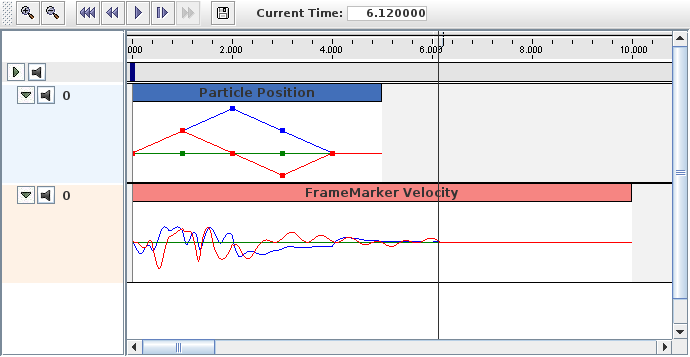 Current Time: 6.120000
000 2.000 4.000 6.000 8.000 10.000
0 Particle Position
0 FrameMarker Velocity